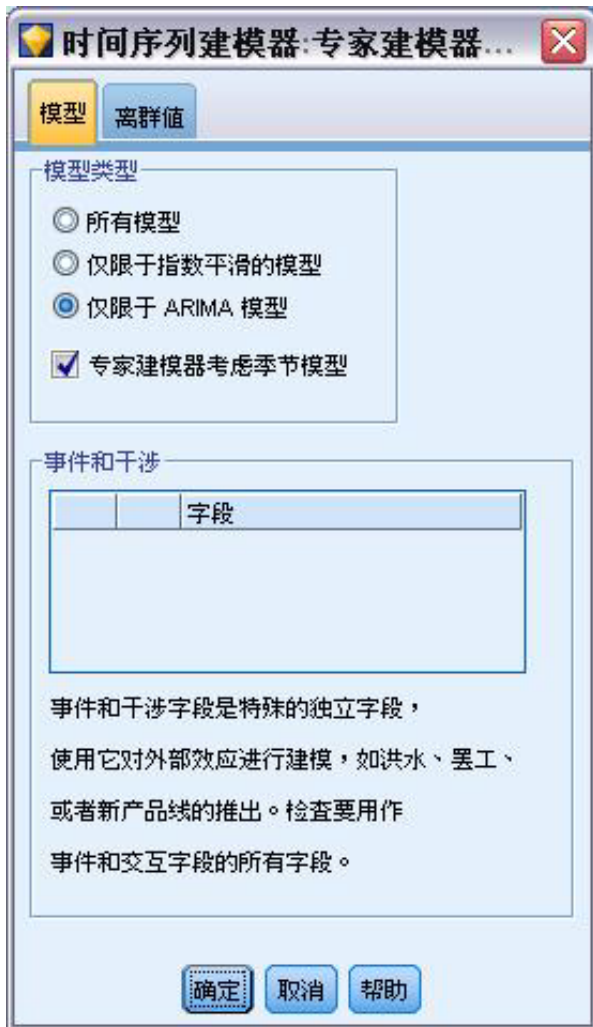 时间序列建模器:专家建模器...
模型
离群值
模型类型
所有模型
仅限于指数平滑的模型
仅限于 ARIMA 模型
专家建模器考虑季节模型
事件和干涉
字段
事件和干涉字段是特殊的独立字段，
使用它对外部效应进行建模，如洪水、罢工、
或者新产品线的推出。检查要用作
事件和交互字段的所有字段。
确定
取消
帮助